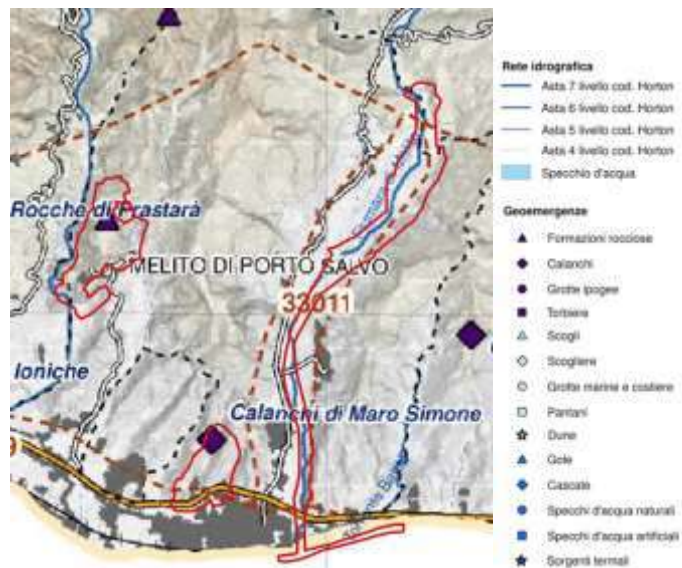 Rocche di Prastarà
MELITO DI PORTO SALVO
33011
Ioniche
Calanchi di Maro Simone
Rete idrografica
Asta 7 livello cod. Horton
Asta 6 livello cod. Horton
Asta 5 livello cod. Horton
Asta 4 livello cod. Horton
Specchio d'acqua
Geoemergenze
Formazioni rocciose
Calanchi
Grotte ipogee
Torbiere
Scogli
Scogliere
Grotte marine e costiere
Pantani
Dune
Gole
Cascate
Specchi d'acqua naturali
Specchi d'acqua artificiali
Sorgenti termali